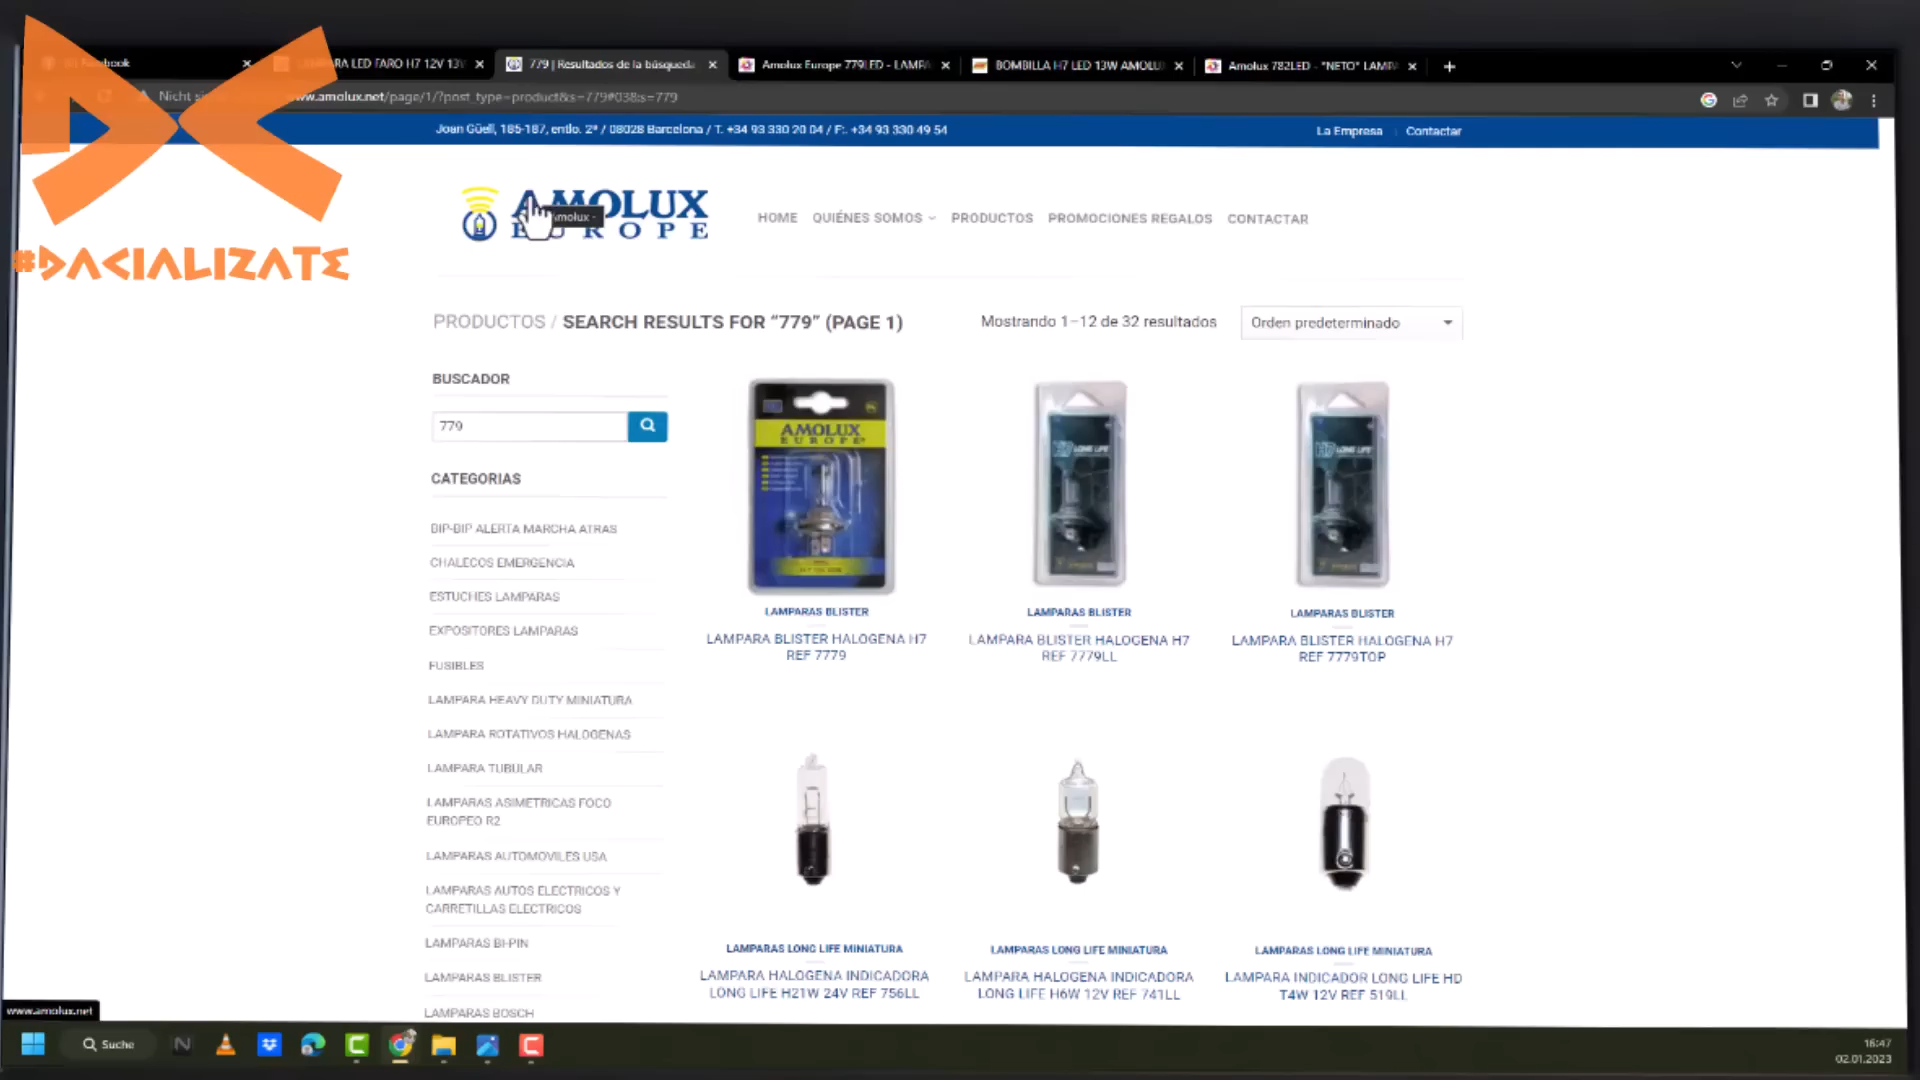 LED FARO H7 12V 13
779 | Resultados de la búsqueda
Amolux Europe 779LED - LAMPA
BOMBILLA H7 LED 13W AMOLU
Amolux 782LED - "NETO" LAMP
www.amolux.net/page/1/?post_type=product&s=779#038;s=779
Joan Güell, 185-187, entlo. 2ª / 08028 Barcelona / T. +34 93 330 20 04 / F:. +34 93 330 49 54
La Empresa
Contactar
AMOLUX
EUROPE
HOME
QUIÉNES SOMOS
PRODUCTOS
PROMOCIONES REGALOS
CONTACTAR
#DACIALIZATE
PRODUCTOS / SEARCH RESULTS FOR “779” (PAGE 1)
Mostrando 1–12 de 32 resultados
Orden predeterminado
BUSCADOR
779
CATEGORIAS
BIP-BIP ALERTA MARCHA ATRAS
CHALECOS EMERGENCIA
ESTUCHES LAMPARAS
EXPOSITORES LAMPARAS
FUSIBLES
LAMPARA HEAVY DUTY MINIATURA
LAMPARA ROTATIVOS HALOGENAS
LAMPARA TUBULAR
LAMPARAS ASIMETRICAS FOCO
EUROPEO R2
LAMPARAS AUTOMOVILES USA
LAMPARAS AUTOS ELECTRICOS Y
CARRETILLAS ELECTRICOS
LAMPARAS BI-PIN
LAMPARAS BLISTER
LAMPARAS BOSCH
AMOLUX
EUROPE
H7 LONG LIFE
H7 LONG LIFE
LAMPARAS BLISTER
LAMPARA BLISTER HALOGENA H7
REF 7779
LAMPARAS BLISTER
LAMPARA BLISTER HALOGENA H7
REF 7779LL
LAMPARAS BLISTER
LAMPARA BLISTER HALOGENA H7
REF 7779TOP
LAMPARAS LONG LIFE MINIATURA
LAMPARA HALOGENA INDICADORA
LONG LIFE H21W 24V REF 756LL
LAMPARAS LONG LIFE MINIATURA
LAMPARA HALOGENA INDICADORA
LONG LIFE H6W 12V REF 741LL
LAMPARAS LONG LIFE MINIATURA
LAMPARA INDICADOR LONG LIFE HD
T4W 12V REF 519LL
www.amolux.net
Suche
16:47
02.01.2023